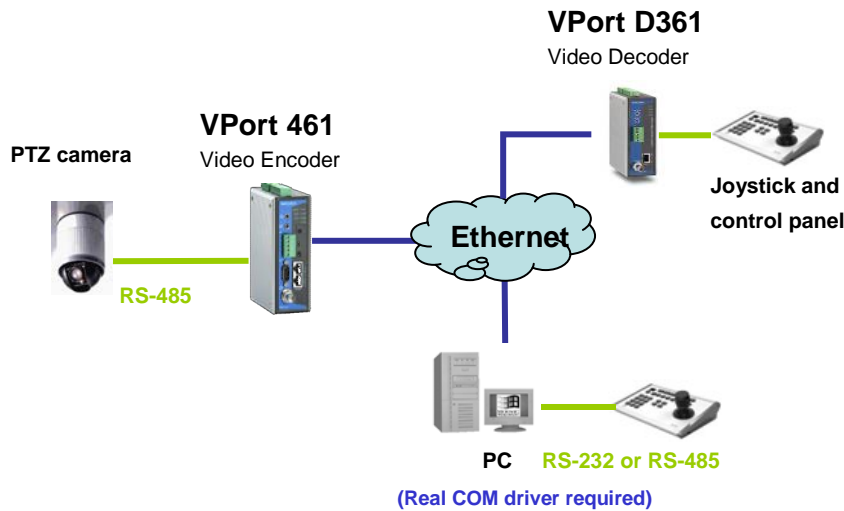 VPort D361
Video Decoder
VPort 461
Video Encoder
PTZ camera
Joystick and
control panel
Ethernet
RS-485
PC
RS-232 or RS-485
(Real COM driver required)